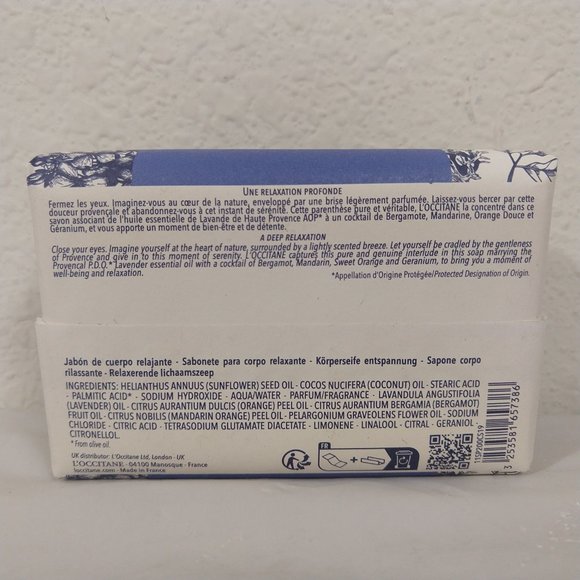 UNE RELAXATION PROFONDE
Fermez les yeux. Imaginez-vous au cœur de la nature, enveloppé par une brise légèrement parfumée. Laissez-vous bercer par cette
douceur provençale et abandonnez-vous à cet instant de sérénité. Cette parenthèse pure et véritable, L'OCCITANE la concentre dans ce
savon associant de l'huile essentielle de Lavande de Haute Provence AOP* à un cocktail de Bergamote, Mandarine, Orange Douce et
Géranium, et vous apporte un moment de bien-être et de détente.
A DEEP RELAXATION
Close your eyes. Imagine yourself at the heart of nature, surrounded by a lightly scented breeze. Let yourself be cradled by the gentleness
of Provence and give in to this moment of serenity. L'OCCITANE captures this pure and genuine interlude in this soap marrying the
Provencal P.D.O.* Lavender essential oil with a cocktail of Bergamot, Mandarin, Sweet Orange and Geranium, to bring you a moment of
well-being and relaxation.
*Appellation d'Origine Protégée/Protected Designation of Origin.
Jabón de cuerpo relajante - Sabonete para corpo relaxante - Körperseife entspannung - Sapone corpo
rilassante - Relaxerende lichaamszeep
INGREDIENTS: HELIANTHUS ANNUUS (SUNFLOWER) SEED OIL - COCOS NUCIFERA (COCONUT) OIL - STEARIC ACID
- PALMITIC ACID* - SODIUM HYDROXIDE - AQUA/WATER - PARFUM/FRAGRANCE - LAVANDULA ANGUSTIFOLIA
(LAVENDER) OIL - CITRUS AURANTIUM DULCIS (ORANGE) PEEL OIL - CITRUS AURANTIUM BERGAMIA (BERGAMOT)
FRUIT OIL - CITRUS NOBILIS (MANDARIN ORANGE) PEEL OIL - PELARGONIUM GRAVEOLENS FLOWER OIL - SODIUM
CHLORIDE - CITRIC ACID - TETRASODIUM GLUTAMATE DIACETATE - LIMONENE - LINALOOL - CITRAL - GERANIOL -
CITRONELLOL.
* From olive oil.
UK distributor: L'Occitane Ltd, London - UK
L'OCCITANE - 04100 Manosque - France
loccitane.com - Made in France
FR
+
11SP200GS19
3 253581 657386